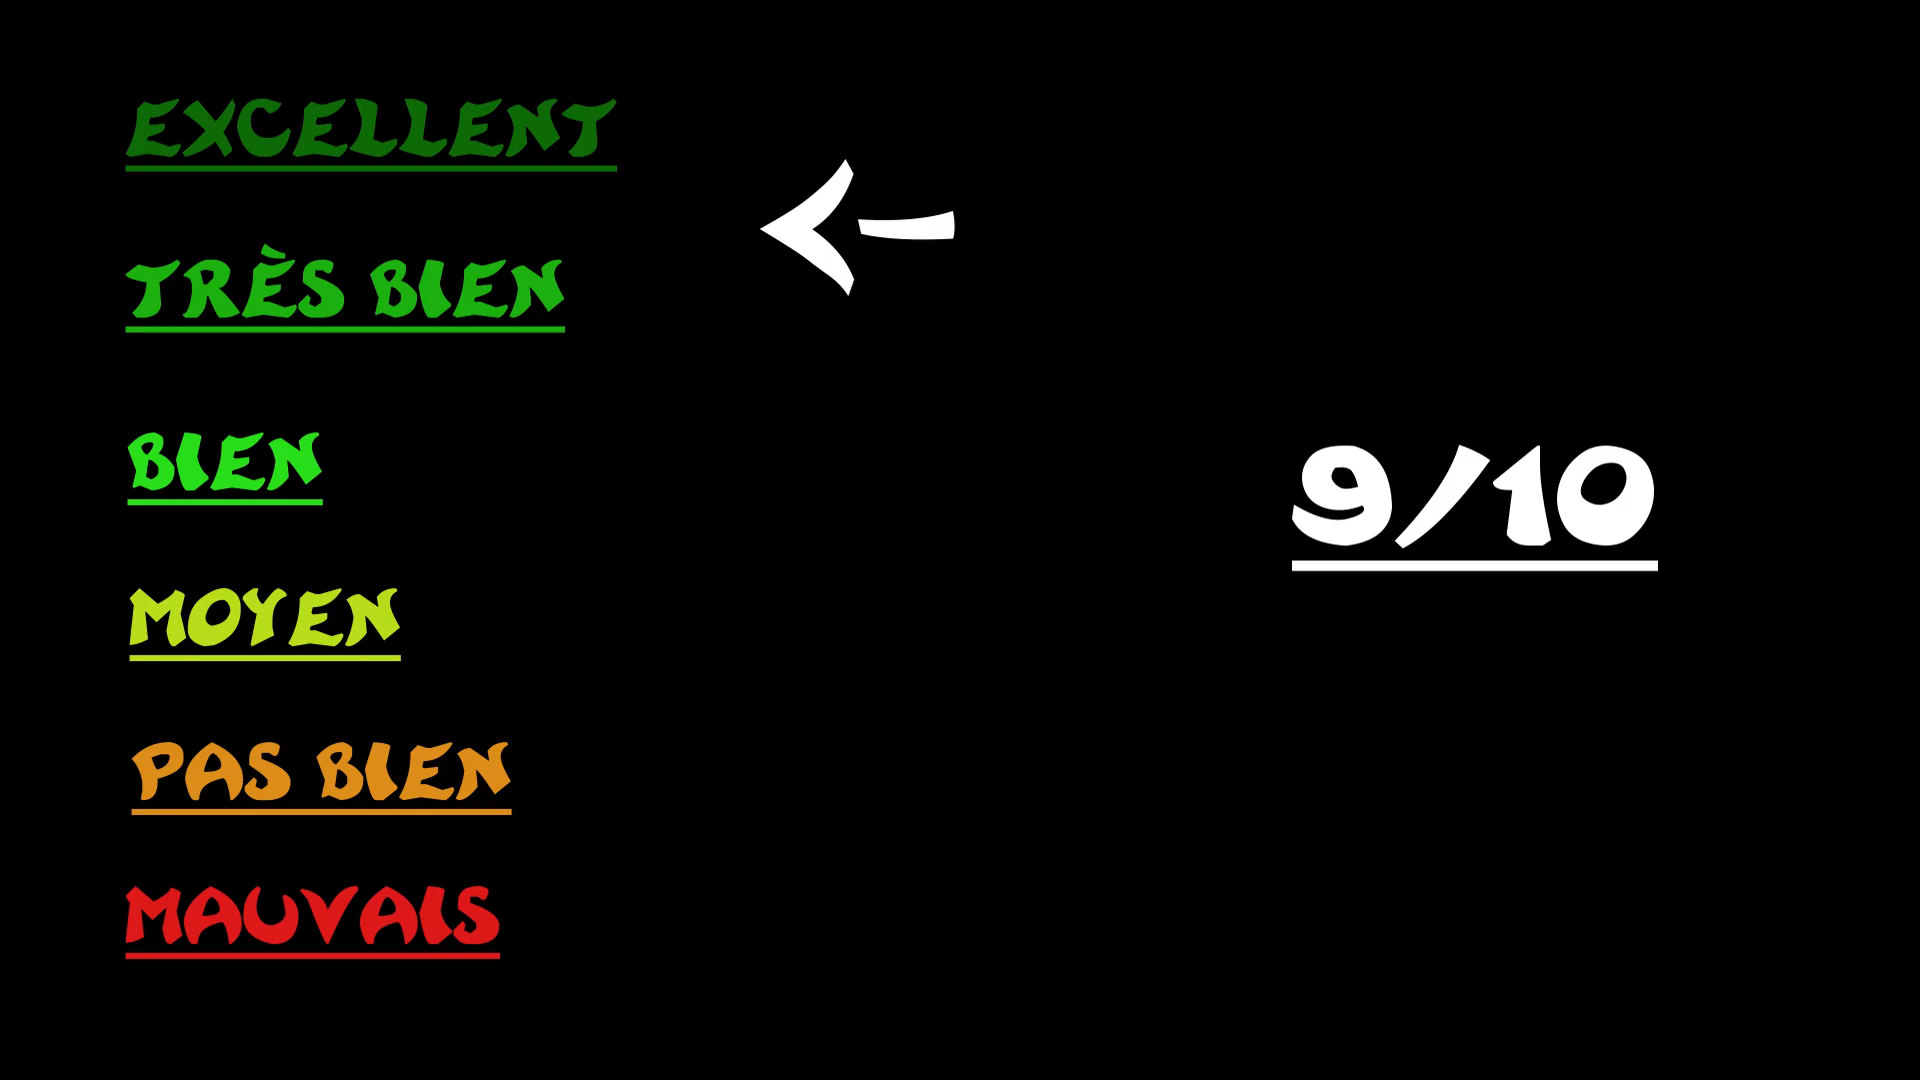 EXCELLENT
TRÈS BIEN
BIEN
MOYEN
PAS BIEN
MAUVAIS
9/10